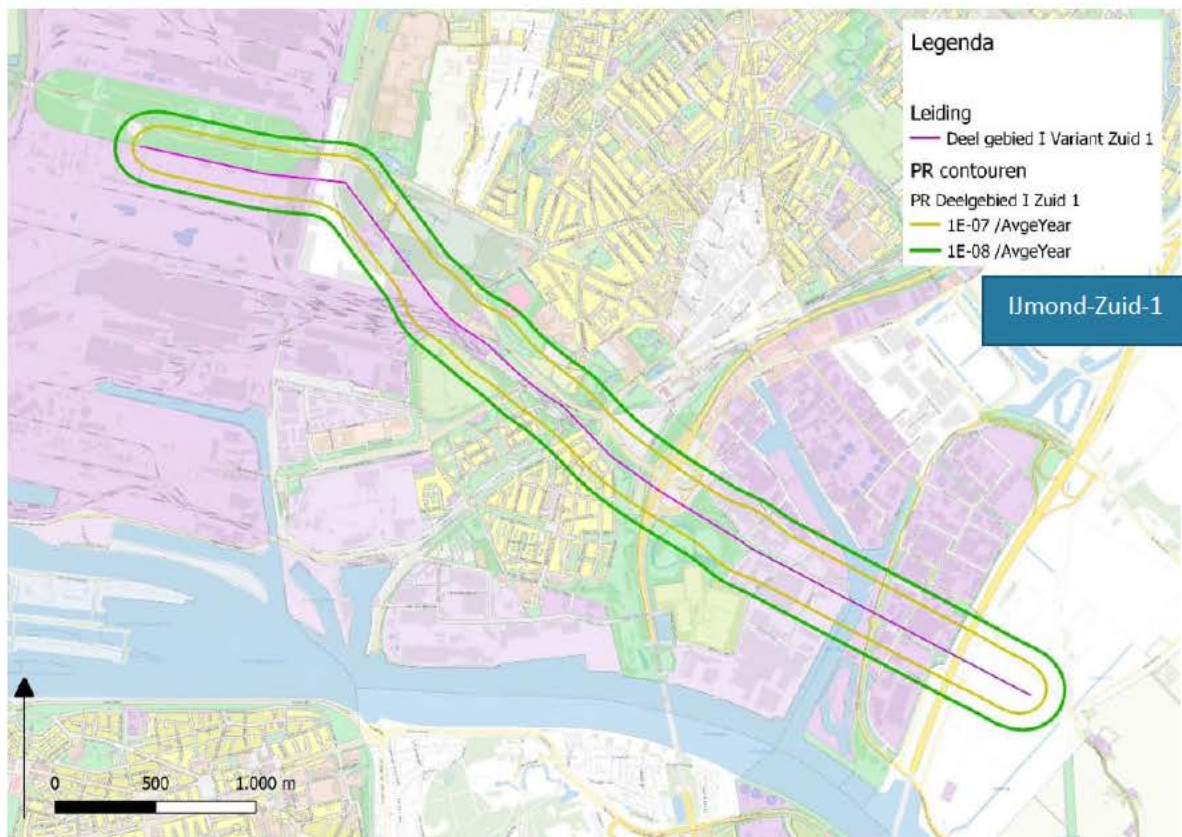 Legenda
Leiding
Deel gebied I Variant Zuid 1
PR contouren
PR Deelgebied I Zuid 1
1E-07 /AvgeYear
1E-08 /AvgeYear
IJmond-Zuid-1
0 500 1.000 m